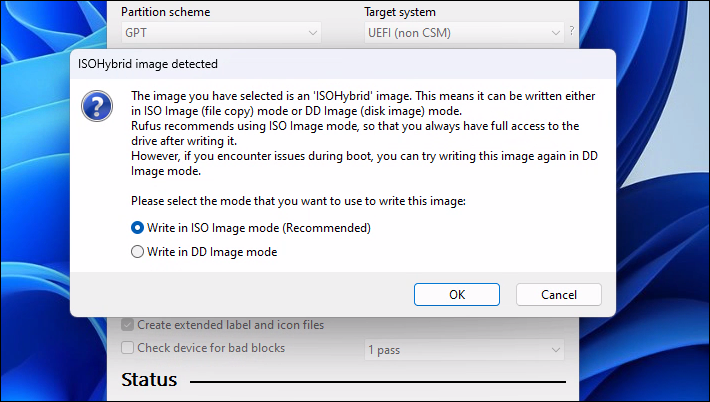 Partition scheme
Target system
GPT
UEFI (non CSM)
?
ISOHybrid image detected
The image you have selected is an 'ISOHybrid' image. This means it can be written either
in ISO Image (file copy) mode or DD Image (disk image) mode.
Rufus recommends using ISO Image mode, so that you always have full access to the
drive after writing it.
However, if you encounter issues during boot, you can try writing this image again in DD
Image mode.
Please select the mode that you want to use to write this image:
Write in ISO Image mode (Recommended)
Write in DD Image mode
OK
Cancel
Create extended label and icon files
Check device for bad blocks
1 pass
Status